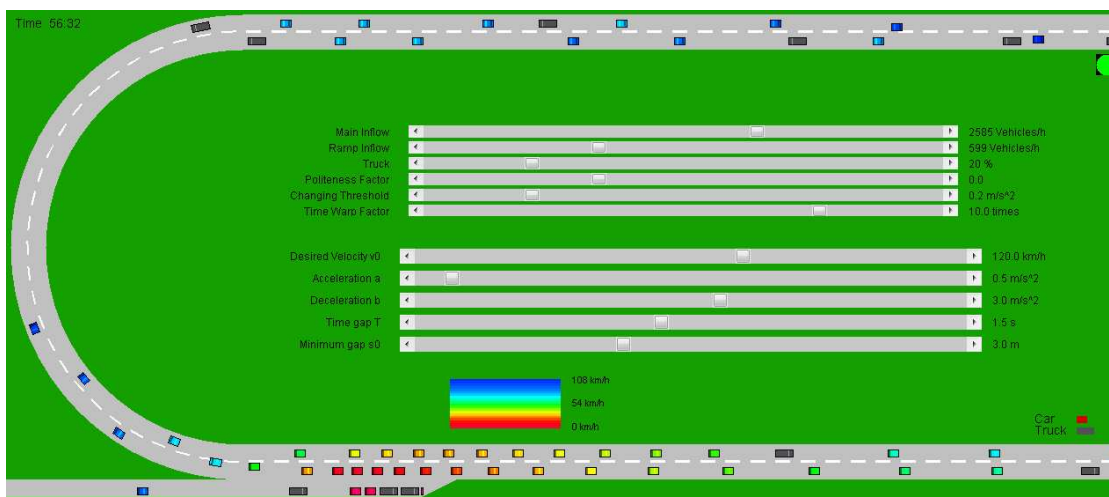 Time 56:32
Main Inflow 2585 Vehicles/h
Ramp Inflow 599 Vehicles/h
Truck 20 %
Politeness Factor 0.0
Changing Threshold 0.2 m/s^2
Time Warp Factor 10.0 times
Desired Velocity v0 120.0 km/h
Acceleration a 0.5 m/s^2
Deceleration b 3.0 m/s^2
Time gap T 1.5 s
Minimum gap s0 3.0 m
108 km/h
54 km/h
0 km/h
Car
Truck